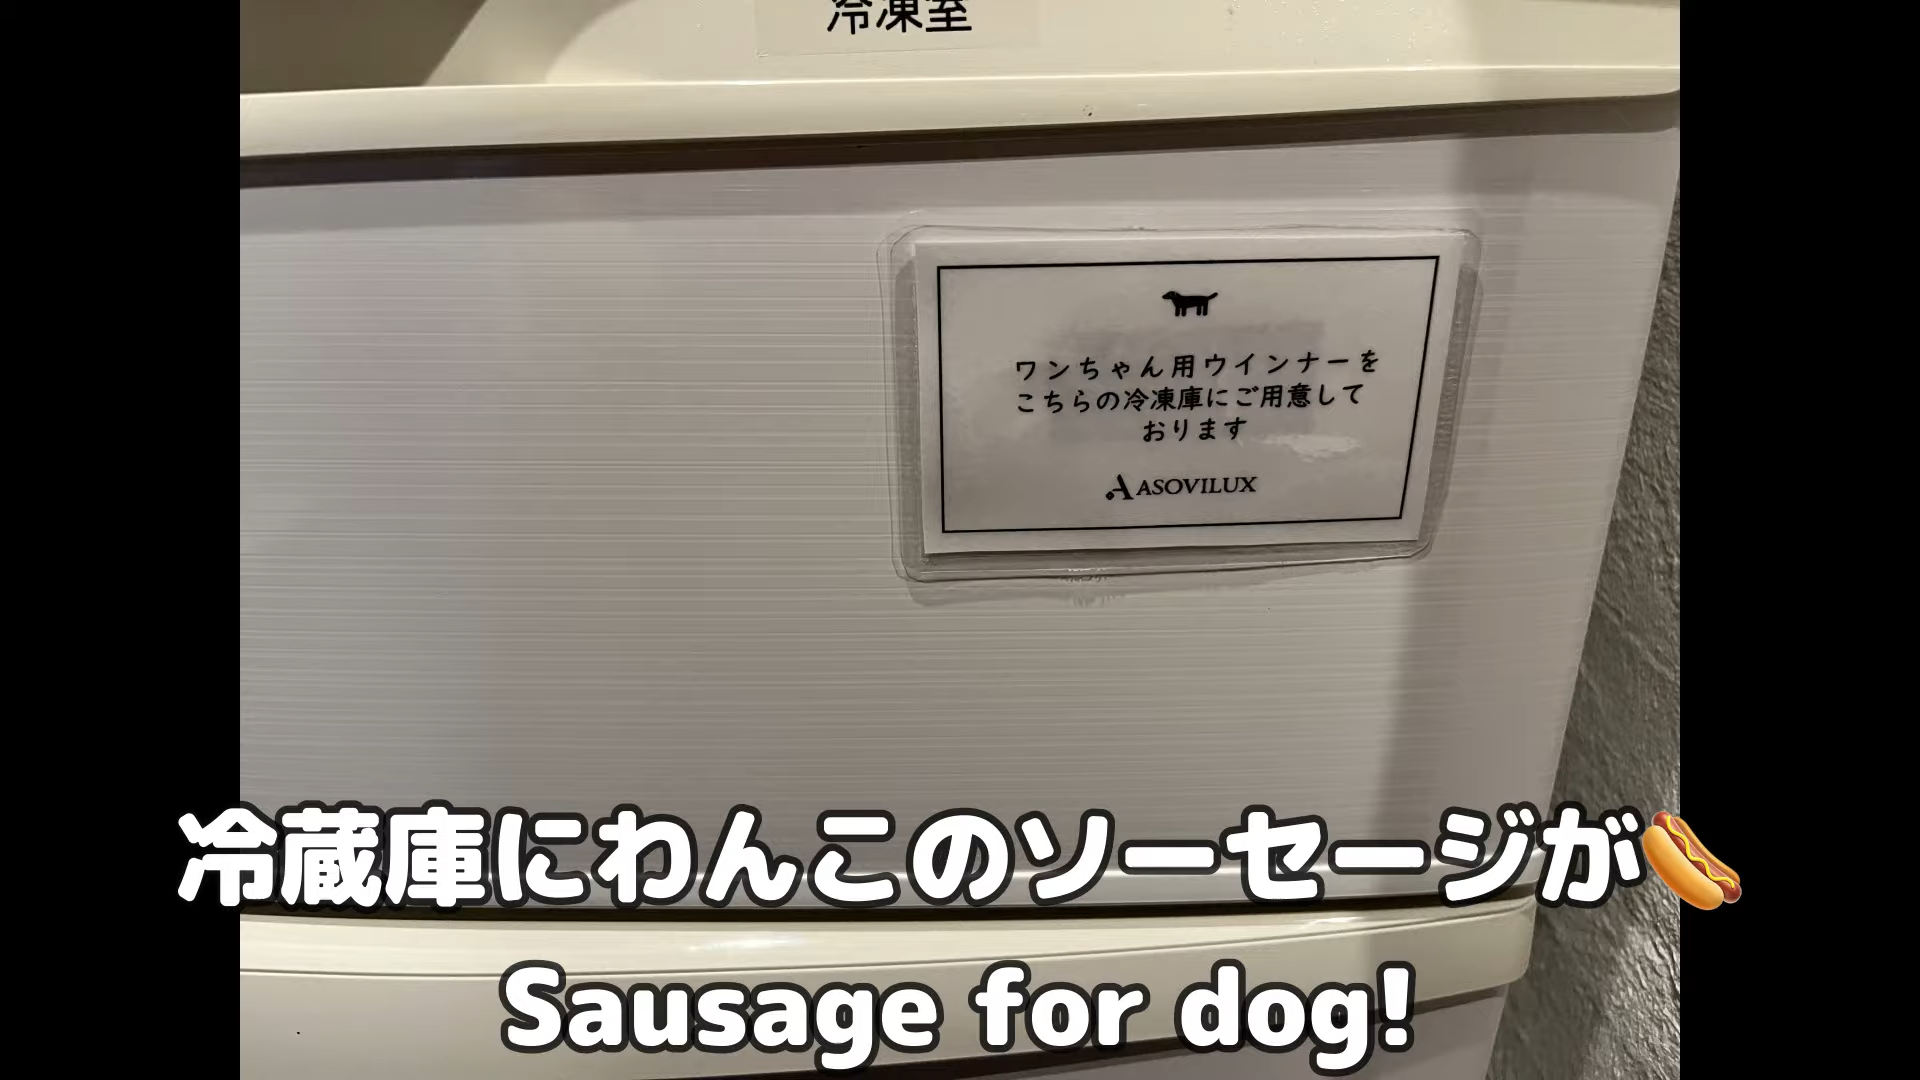 冷凍室
ワンちゃん用ウインナーを
こちらの冷凍庫にご用意して
おります
ASOVILUX
冷蔵庫にわんこのソーセージが🌭
Sausage for dog!